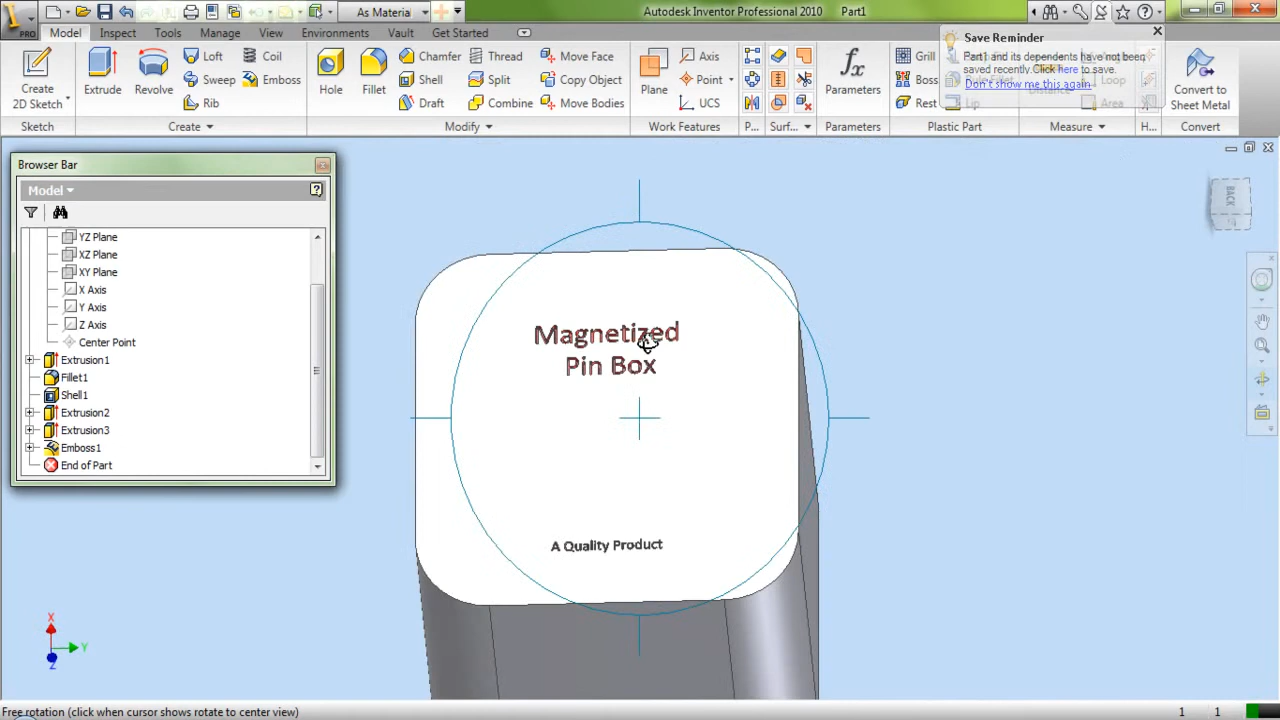 PRO
As Material
Autodesk Inventor Professional 2010 Part1
Model Inspect Tools Manage View Environments Vault Get Started
Create
2D Sketch
Extrude
Revolve
Loft
Sweep
Rib
Coil
Emboss
Hole
Fillet
Chamfer
Shell
Draft
Thread
Split
Combine
Move Face
Copy Object
Move Bodies
Plane
Axis
Point
UCS
Parameters
Grill
Boss
Rest
Lip
Distance
Loop
Area
Convert to
Sheet Metal
Save Reminder
Part1 and its dependents have not been
saved recently. Click here to save.
Don't show me this again
Sketch
Create
Modify
Work Features
P...
Surf...
Parameters
Plastic Part
Measure
H...
Convert
Browser Bar
Model
YZ Plane
XZ Plane
XY Plane
X Axis
Y Axis
Z Axis
Center Point
Extrusion1
Fillet1
Shell1
Extrusion2
Extrusion3
Emboss1
End of Part
BACK
Magnetized
Pin Box
A Quality Product
X
Y
Z
Free rotation (click when cursor shows rotate to center view)
1 1